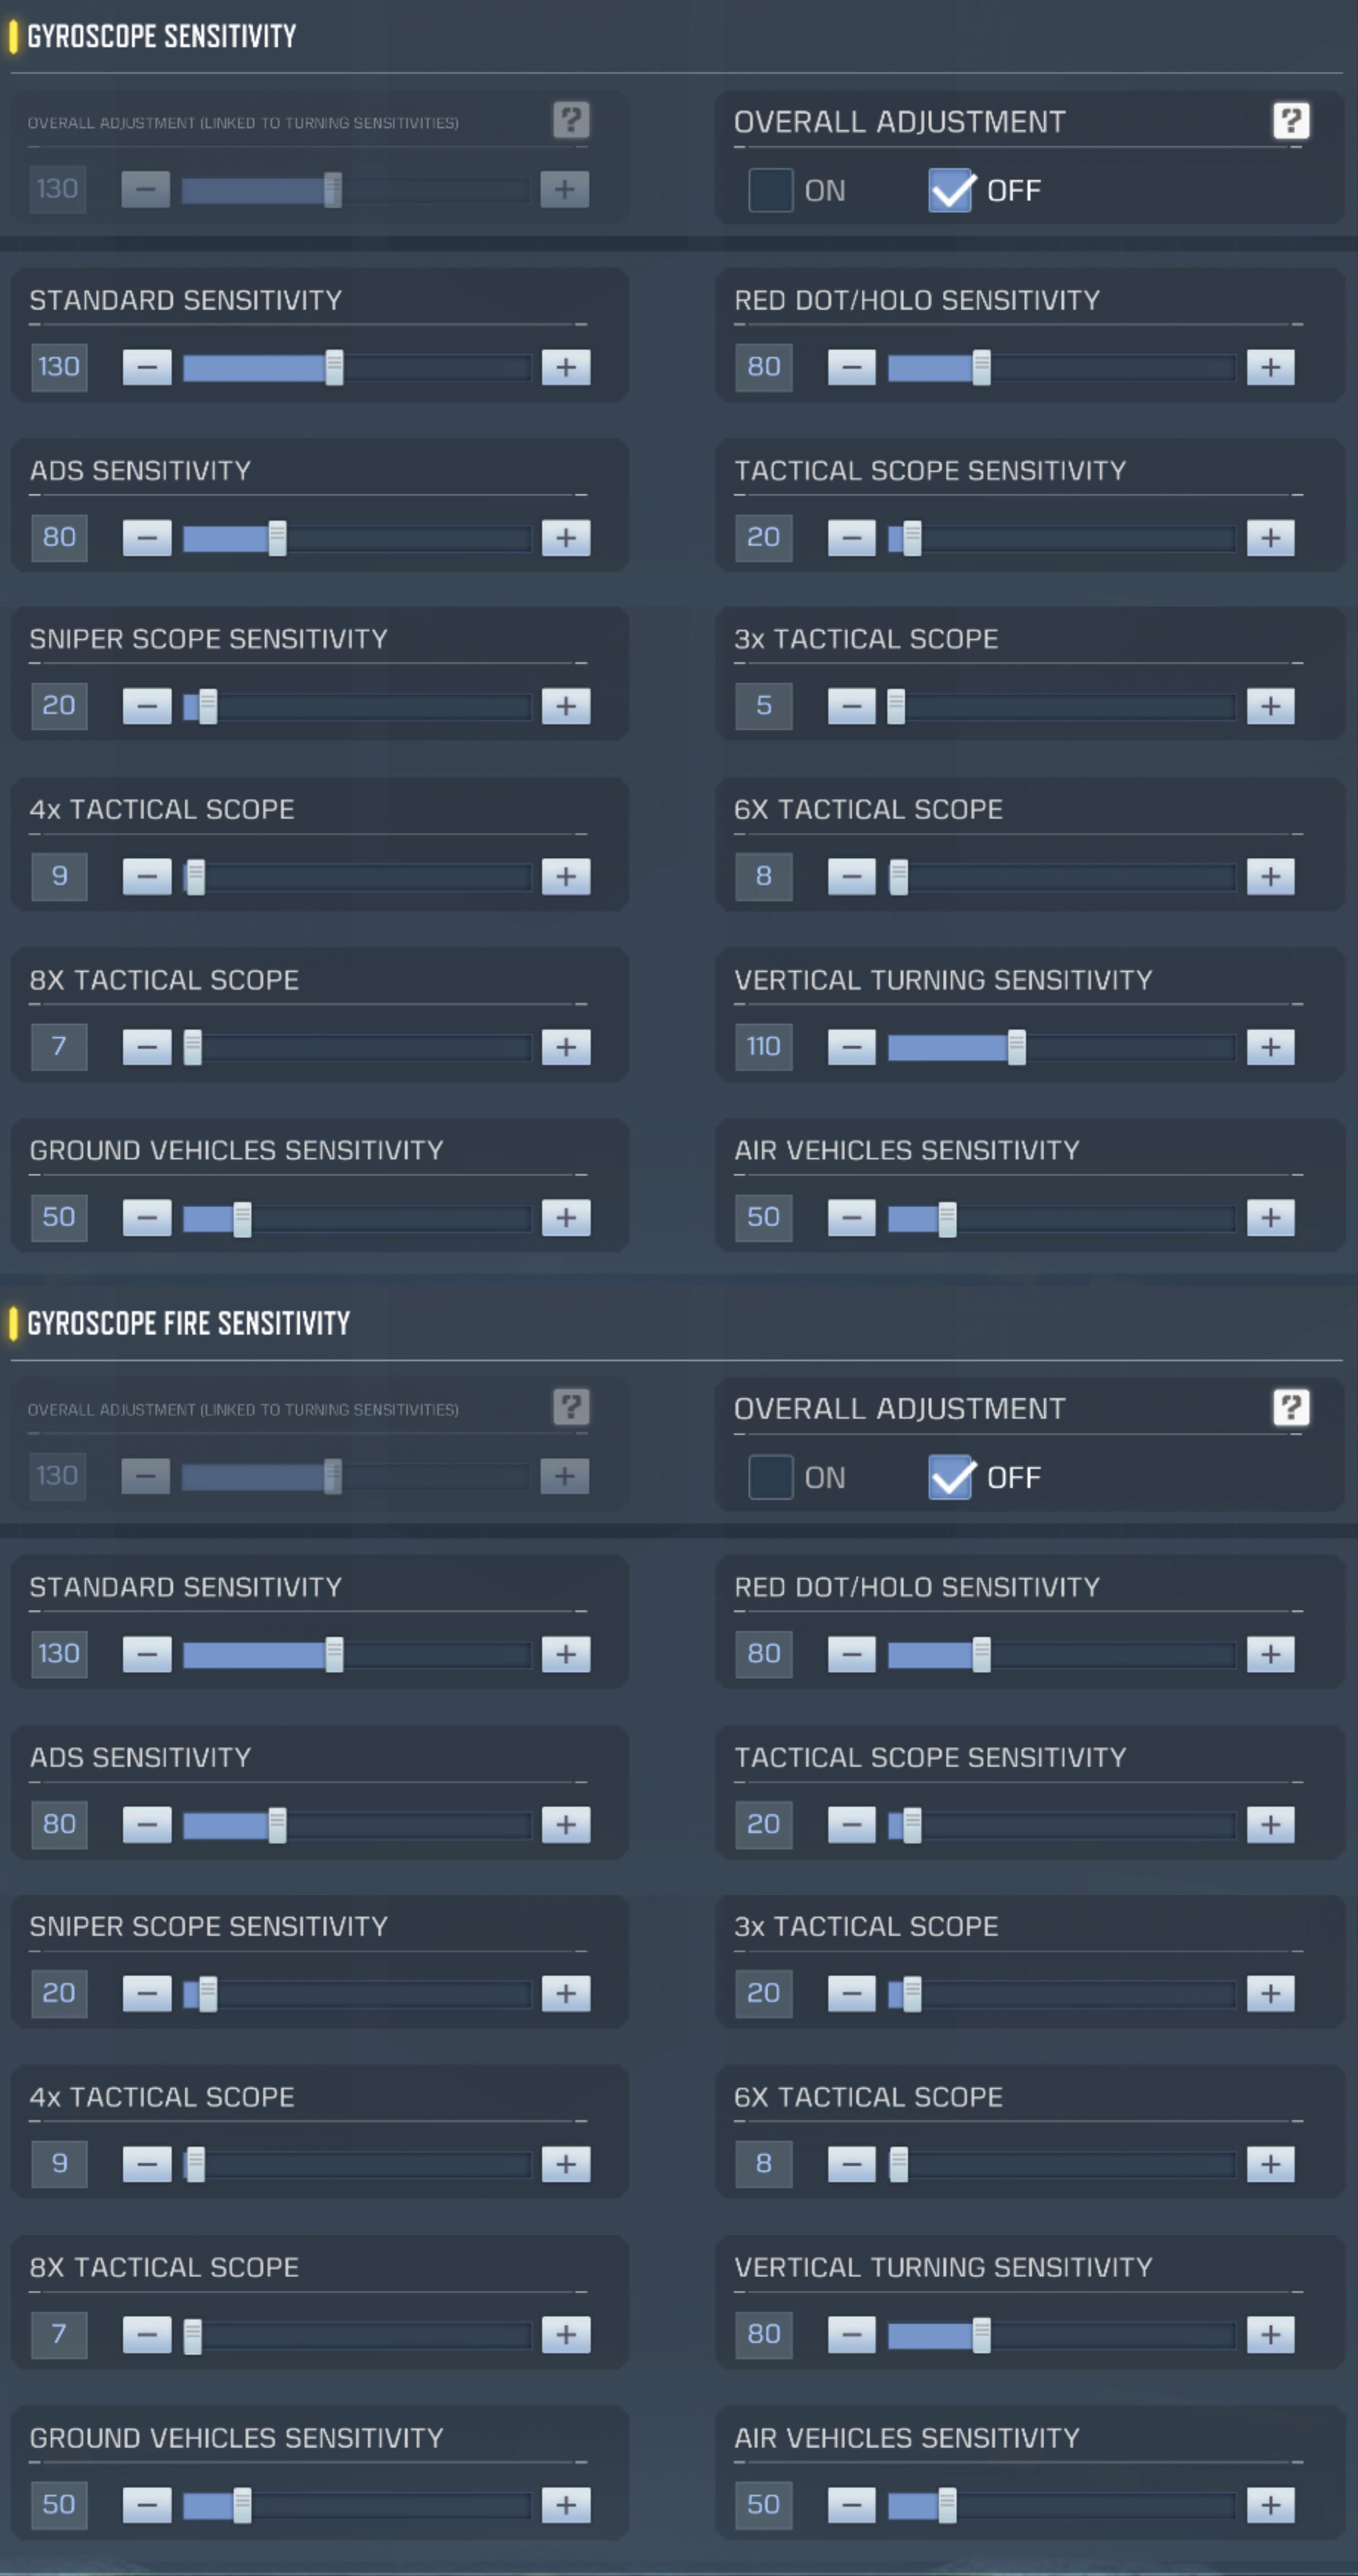 GYROSCOPE SENSITIVITY
OVERALL ADJUSTMENT (LINKED TO TURNING SENSITIVITIES) ?
OVERALL ADJUSTMENT ?
130 − +
ON OFF
STANDARD SENSITIVITY
RED DOT/HOLO SENSITIVITY
130 − +
80 − +
ADS SENSITIVITY
TACTICAL SCOPE SENSITIVITY
80 − +
20 − +
SNIPER SCOPE SENSITIVITY
3x TACTICAL SCOPE
20 − +
5 − +
4x TACTICAL SCOPE
6X TACTICAL SCOPE
9 − +
8 − +
8X TACTICAL SCOPE
VERTICAL TURNING SENSITIVITY
7 − +
110 − +
GROUND VEHICLES SENSITIVITY
AIR VEHICLES SENSITIVITY
50 − +
50 − +
GYROSCOPE FIRE SENSITIVITY
OVERALL ADJUSTMENT (LINKED TO TURNING SENSITIVITIES) ?
OVERALL ADJUSTMENT ?
130 − +
ON OFF
STANDARD SENSITIVITY
RED DOT/HOLO SENSITIVITY
130 − +
80 − +
ADS SENSITIVITY
TACTICAL SCOPE SENSITIVITY
80 − +
20 − +
SNIPER SCOPE SENSITIVITY
3x TACTICAL SCOPE
20 − +
20 − +
4x TACTICAL SCOPE
6X TACTICAL SCOPE
9 − +
8 − +
8X TACTICAL SCOPE
VERTICAL TURNING SENSITIVITY
7 − +
80 − +
GROUND VEHICLES SENSITIVITY
AIR VEHICLES SENSITIVITY
50 − +
50 − +